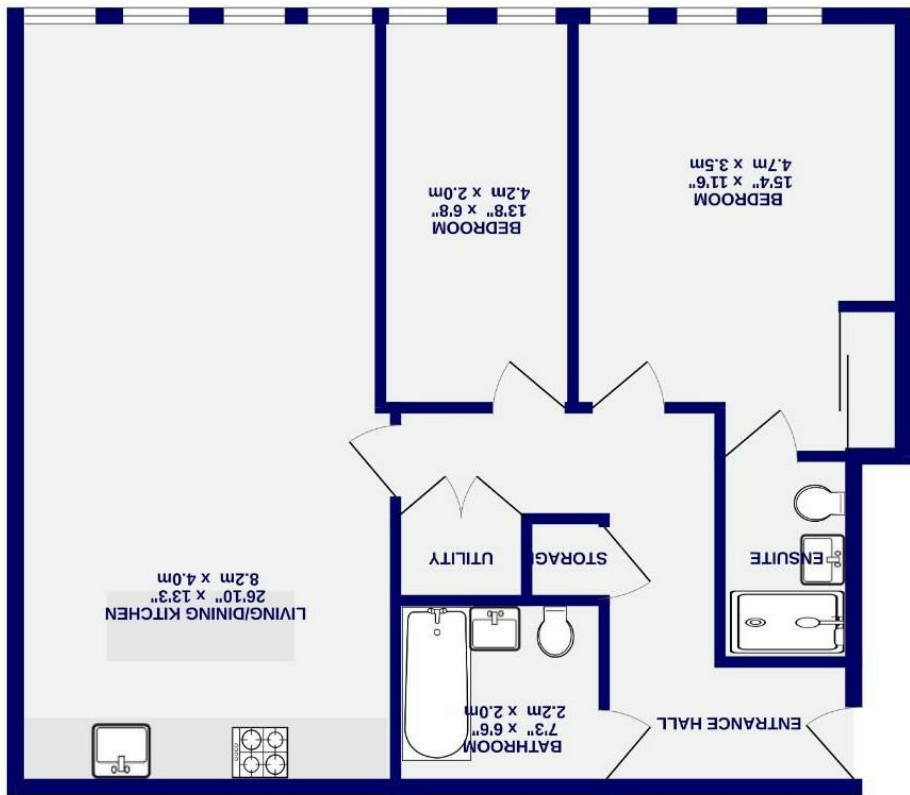 ENTRANCE HALL
BATHROOM
7'3" x 6'6"
2.2m x 2.0m
LIVING/DINING KITCHEN
26'10" x 13'3"
8.2m x 4.0m
ENSUITE
STORAGE
UTILITY
BEDROOM
15'4" x 11'6"
4.7m x 3.5m
BEDROOM
13'8" x 6'8"
4.2m x 2.0m